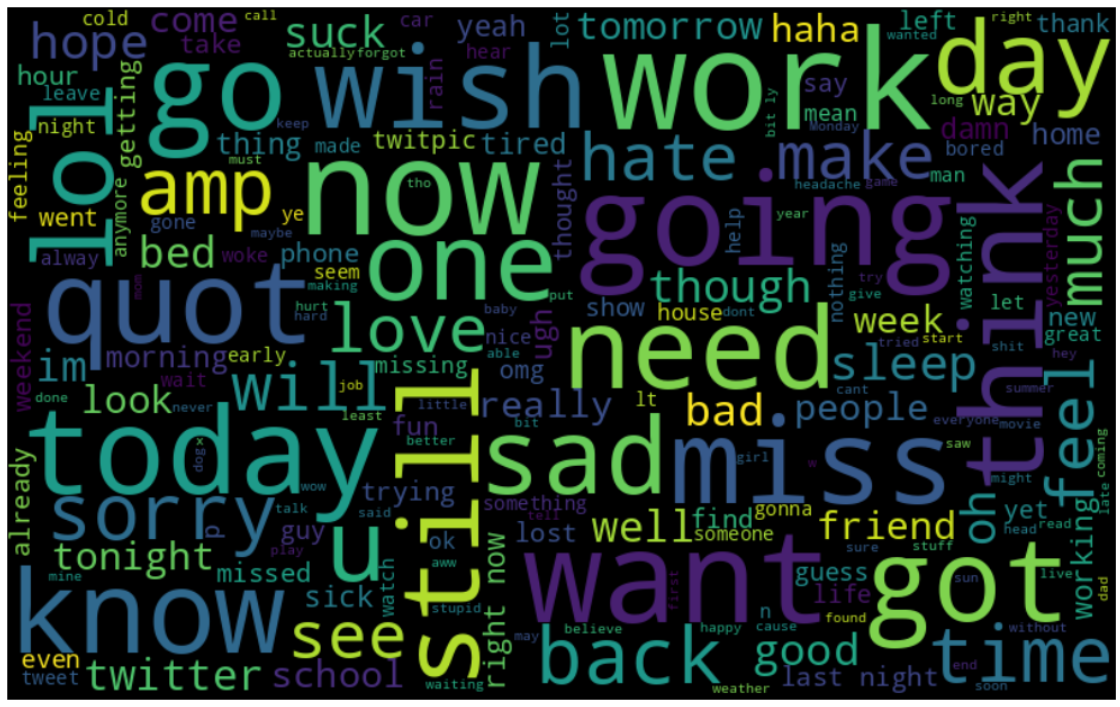 cold call car right
come yeah lot tomorrow haha left wanted thank
hope take suck hear
actually forgot
go wish work day
hour rain say
leave getting mean long way
night keep bit ly Monday damn home
lol thing made twitpic tired hate make bored
feeling must now thought man
amp tho headache game
went anymore ye going think much
gone maybe one year help
alway bed woke phone watching yesterday
seem try
quot mom making put though nothing give let
hurt show house dont week new
hard love baby need start great
weekend morning early nice ugh tried shit hey
im wait missing able omg cant sleep summer
will job lt
done look never least little really bad people feel
today x fun bit everyone movie
still better sad miss girl saw
dog w might coming
already wow trying something
sorry talk said tell well find gonna friend oh yet late
p guy lost someone head read
tonight u ok right now sure stuff working
play aww want got
mine missed watch guess sun live dad
know sick stupid first life
n found
see may believe happy cause without
even back good time
tweet twitter school waiting last night end soon
weather